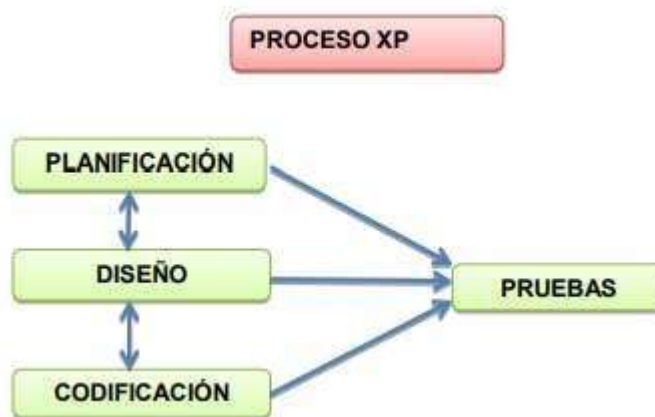 PROCESO XP
PLANIFICACIÓN
DISEÑO
PRUEBAS
CODIFICACIÓN